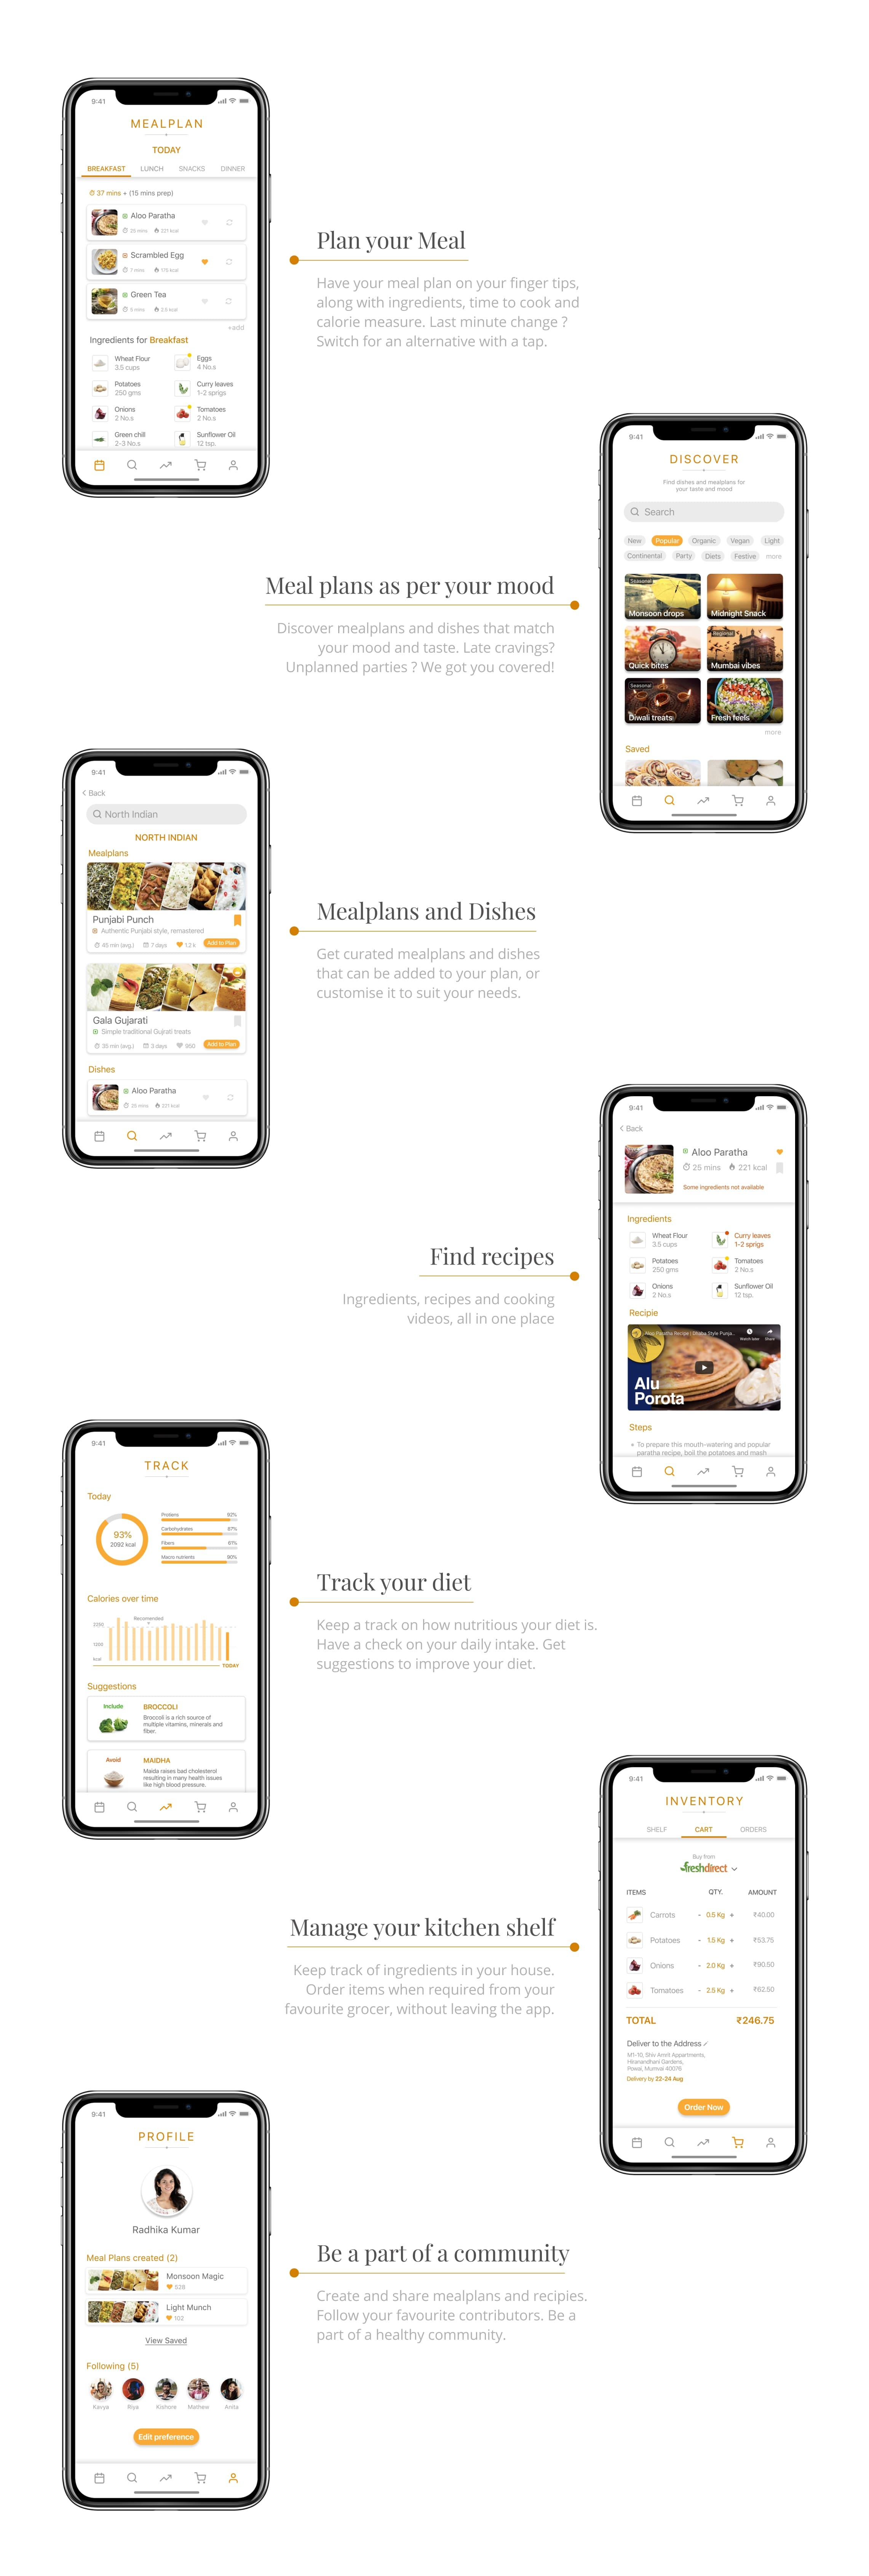 9:41
MEALPLAN
TODAY
BREAKFAST LUNCH SNACKS DINNER
37 mins + (15 mins prep)
Aloo Paratha
25 mins 221 kcal
Scrambled Egg
7 mins 175 kcal
Green Tea
5 mins 2.5 kcal
+add
Ingredients for Breakfast
Wheat Flour
3.5 cups
Eggs
4 No.s
Potatoes
250 gms
Curry leaves
1-2 sprigs
Onions
2 No.s
Tomatoes
2 No.s
Green chill
2-3 No.s
Sunflower Oil
12 tsp.
Plan your Meal
Have your meal plan on your finger tips,
along with ingredients, time to cook and
calorie measure. Last minute change ?
Switch for an alternative with a tap.
9:41
DISCOVER
Find dishes and mealplans for
your taste and mood
Search
New Popular Organic Vegan Light
Continental Party Diets Festive more
Seasonal
Monsoon drops
Midnight Snack
Quick bites
Regional
Mumbai vibes
Seasonal
Diwali treats
Fresh feels
more
Saved
Meal plans as per your mood
Discover mealplans and dishes that match
your mood and taste. Late cravings?
Unplanned parties ? We got you covered!
9:41
Back
North Indian
NORTH INDIAN
Mealplans
Punjabi Punch
Authentic Punjabi style, remastered
45 min (avg.) 7 days 1.2 k Add to Plan
Gala Gujarati
Simple traditional Gujrati treats
35 min (avg.) 3 days 950 Add to Plan
Dishes
Aloo Paratha
25 mins 221 kcal
Mealplans and Dishes
Get curated mealplans and dishes
that can be added to your plan, or
customise it to suit your needs.
9:41
Back
Aloo Paratha
25 mins 221 kcal
Some ingredients not available
Ingredients
Wheat Flour
3.5 cups
Curry leaves
1-2 sprigs
Potatoes
250 gms
Tomatoes
2 No.s
Onions
2 No.s
Sunflower Oil
12 tsp.
Recipie
Aloo Paratha Recipe | Dhaba Style Punja...
Watch later Share
Alu
Porota
Steps
To prepare this mouth-watering and popular
paratha recipe, boil the potatoes and mash
Find recipes
Ingredients, recipes and cooking
videos, all in one place
9:41
TRACK
Today
93%
2092 kcal
Protiens 92%
Carbohydrates 87%
Fibers 61%
Macro nutrients 90%
Calories over time
Recomended
2250
kcal
TODAY
Suggestions
Include
BROCCOLI
Broccoli is a rich source of
multiple vitamins, minerals and
fiber.
Avoid
MAIDHA
Maida raises bad cholesterol
resulting in many health issues
like high blood pressure.
Track your diet
Keep a track on how nutritious your diet is.
Have a check on your daily intake. Get
suggestions to improve your diet.
9:41
INVENTORY
SHELF CART ORDERS
Buy from
freshdirect
ITEMS QTY. AMOUNT
Carrots - 0.5 Kg + ₹40.00
Potatoes - 1.5 Kg + ₹53.75
Onions - 2.0 Kg + ₹90.50
Tomatoes - 2.5 Kg + ₹62.50
TOTAL ₹246.75
Deliver to the Address
M1-10, Shiv Amrit Appartments,
Hiranandhani Gardens,
Powai, Mumvai 40076
Delivery by 22-24 Aug
Order Now
Manage your kitchen shelf
Keep track of ingredients in your house.
Order items when required from your
favourite grocer, without leaving the app.
9:41
PROFILE
Radhika Kumar
Meal Plans created (2)
Monsoon Magic
Light Munch
102
View Saved
Following (5)
Kavya Riya Kishore Mathew Anita
Edit preference
Be a part of a community
Create and share mealplans and recipies.
Follow your favourite contributors. Be a
part of a healthy community.